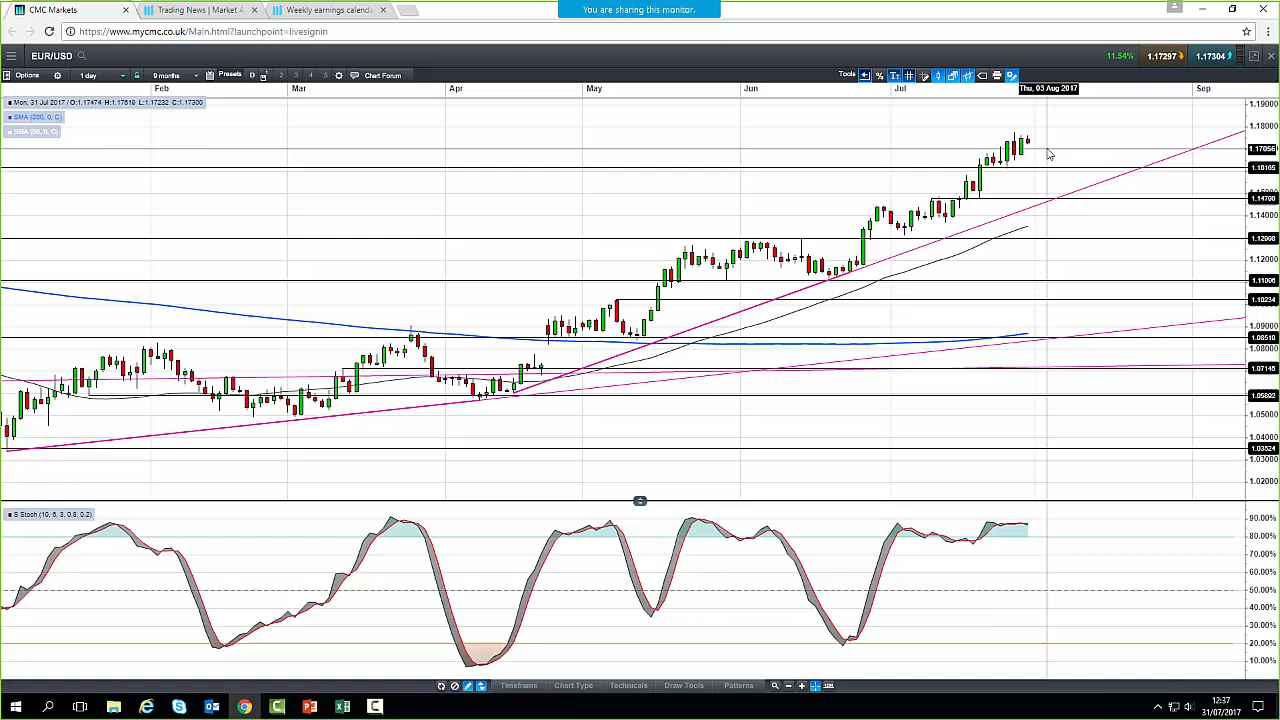 CMC Markets
Trading News | Market A
Weekly earnings calenda
You are sharing this monitor.
https://www.mycmc.co.uk/Main.html?launchpoint=livesignin
EUR/USD
11.54%
1.17297
1.17304
Options
1 day
9 months
Presets
D
1
2
3
4
5
Chart Forum
Tools
Feb
Mar
Apr
May
Jun
Jul
Thu, 03 Aug 2017
Sep
Mon, 31 Jul 2017 / O:1.17474 H:1.17619 L:1.17232 C:1.17300
SMA (200, 0, C)
SMA (50, 0, C)
1.19000
1.18000
1.17056
1.14700
1.14000
1.12000
1.11006
1.10234
1.09000
1.08510
1.08000
1.07145
1.05892
1.05000
1.04000
1.03524
1.03000
1.02000
S Stoch (10, 6, 3, 0.8, 0.2)
90.00%
80.00%
70.00%
60.00%
50.00%
40.00%
30.00%
20.00%
10.00%
Timeframe
Chart Type
Technicals
Draw Tools
Patterns
12:37
31/07/2017